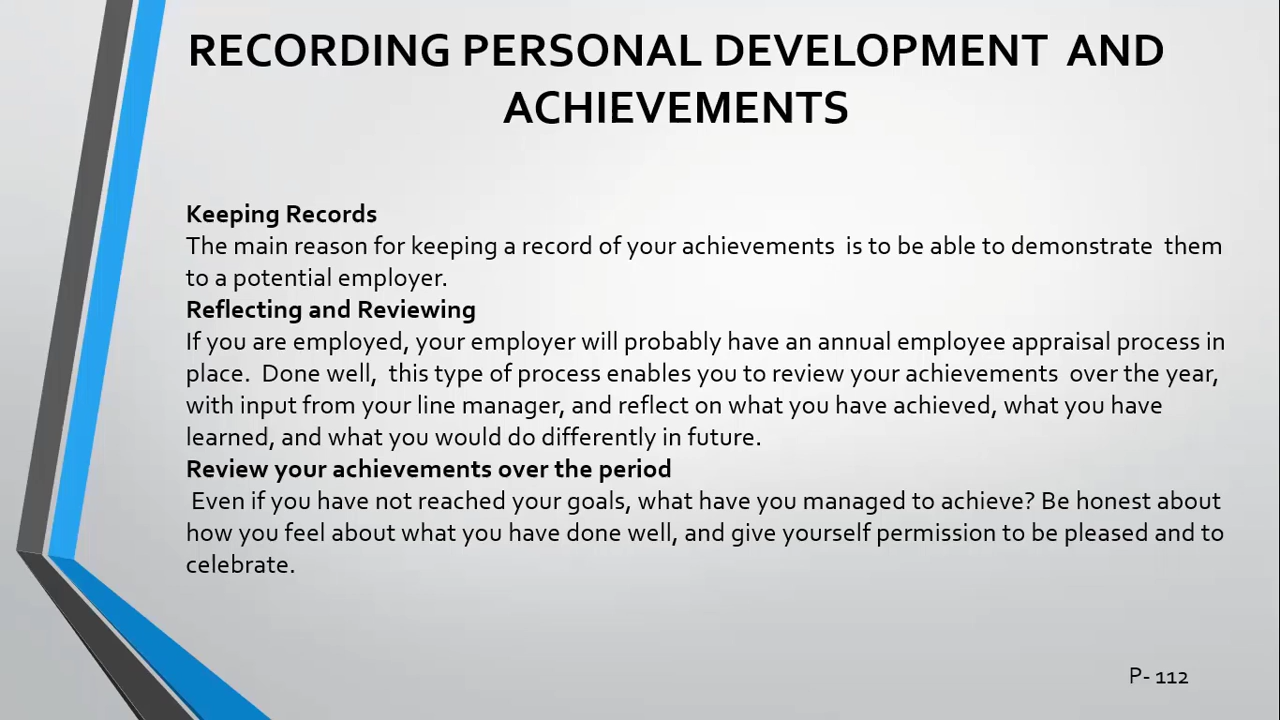 RECORDING PERSONAL DEVELOPMENT  AND
ACHIEVEMENTS
Keeping Records
The main reason for keeping a record of your achievements  is to be able to demonstrate  them
to a potential employer.
Reflecting and Reviewing
If you are employed, your employer will probably have an annual employee appraisal process in
place.  Done well,  this type of process enables you to review your achievements  over the year,
with input from your line manager, and reflect on what you have achieved, what you have
learned, and what you would do differently in future.
Review your achievements over the period
Even if you have not reached your goals, what have you managed to achieve? Be honest about
how you feel about what you have done well, and give yourself permission to be pleased and to
celebrate.
P- 112